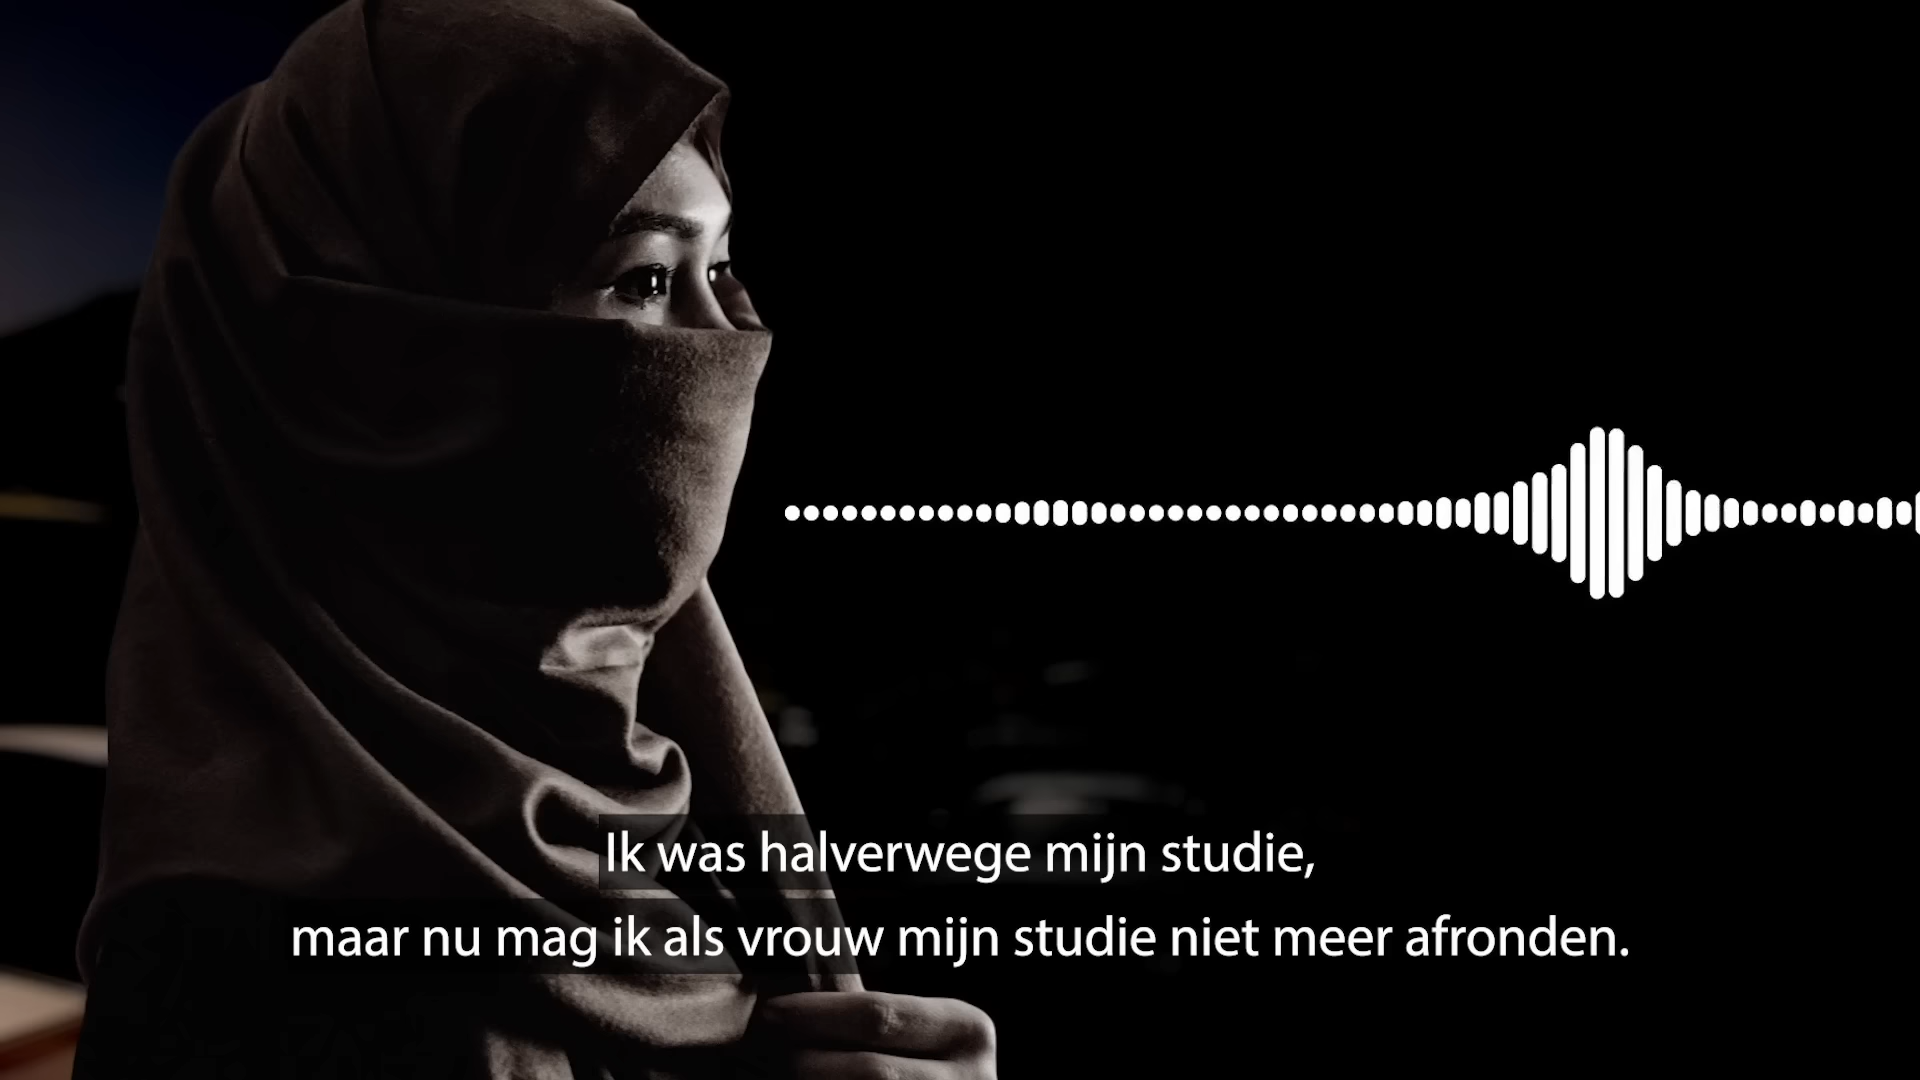 Ik was halverwege mijn studie,
maar nu mag ik als vrouw mijn studie niet meer afronden.